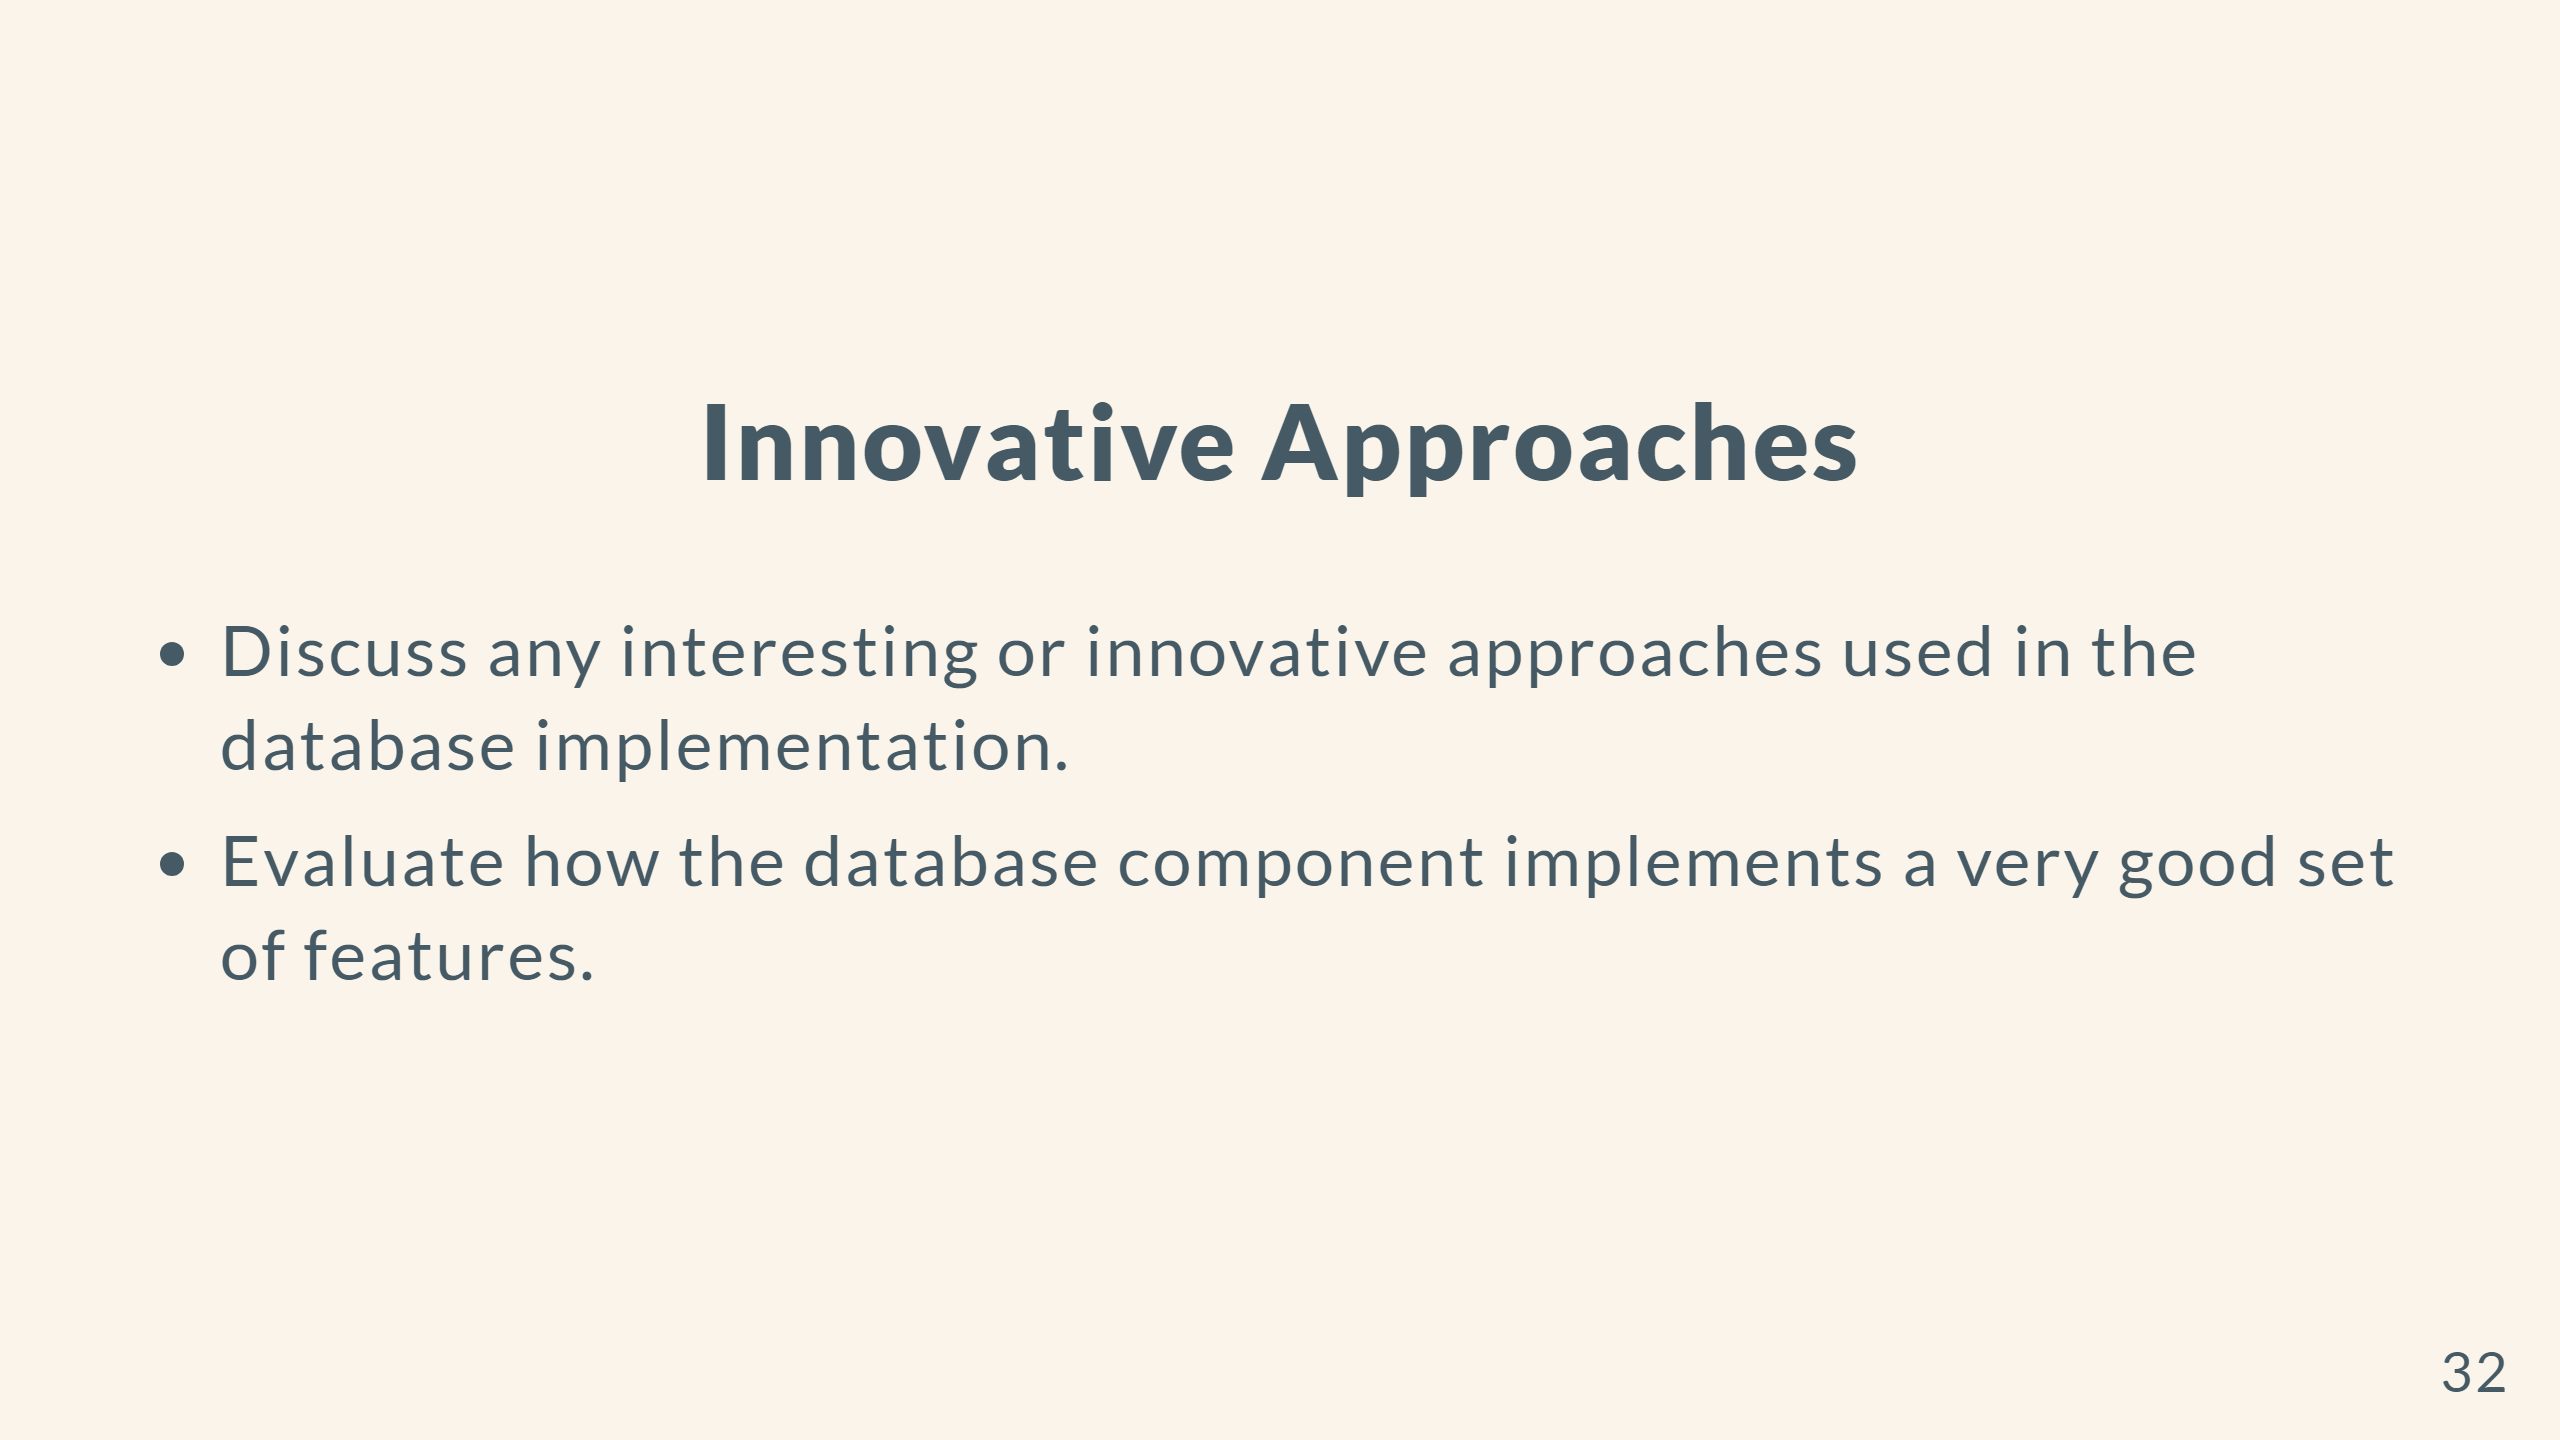 Innovative Approaches
• Discuss any interesting or innovative approaches used in the
database implementation.
• Evaluate how the database component implements a very good set
of features.
32